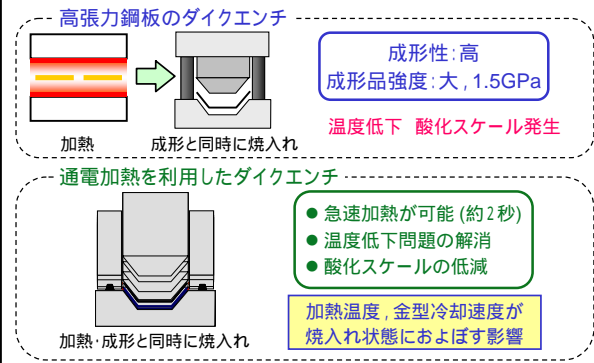 高張力鋼板のダイクエンチ
加熱
成形と同時に焼入れ
成形性:高
成形品強度:大,1.5GPa
温度低下 酸化スケール発生
通電加熱を利用したダイクエンチ
加熱・成形と同時に焼入れ
● 急速加熱が可能(約2秒)
● 温度低下問題の解消
● 酸化スケールの低減
加熱温度,金型冷却速度が
焼入れ状態におよぼす影響